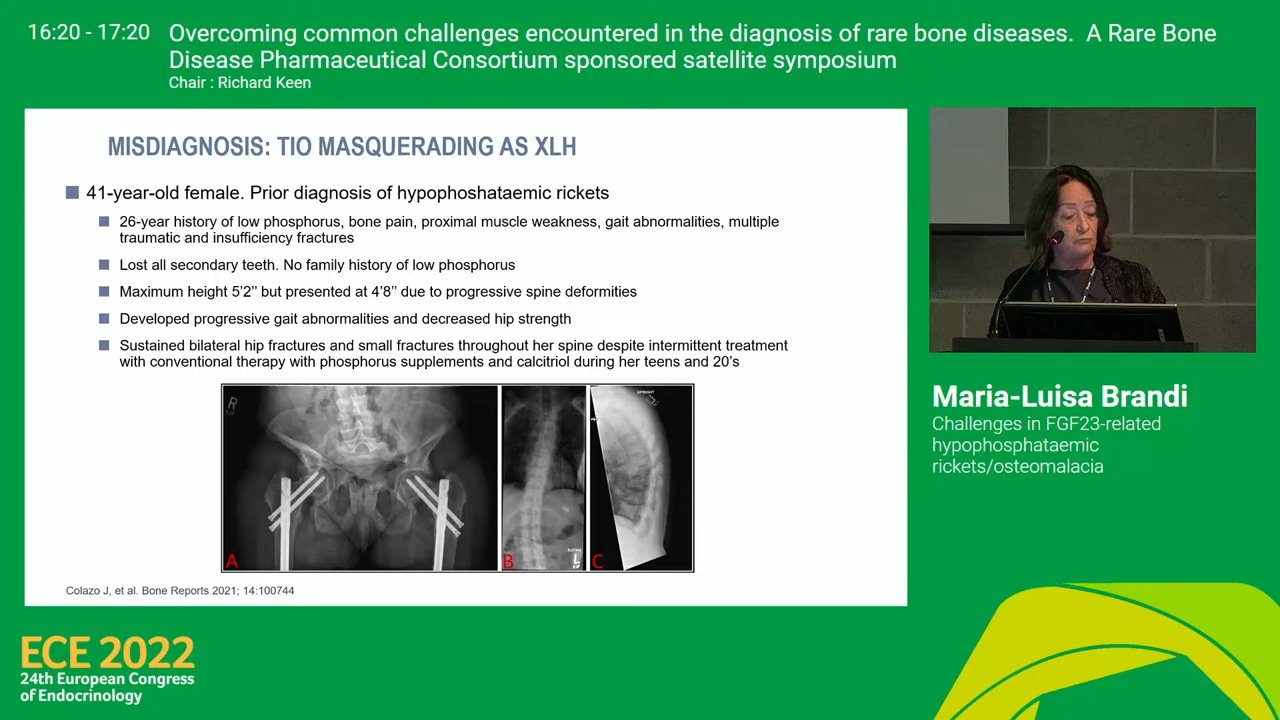 16:20 - 17:20
Overcoming common challenges encountered in the diagnosis of rare bone diseases. A Rare Bone
Disease Pharmaceutical Consortium sponsored satellite symposium
Chair : Richard Keen
MISDIAGNOSIS: TIO MASQUERADING AS XLH
41-year-old female. Prior diagnosis of hypophoshataemic rickets
26-year history of low phosphorus, bone pain, proximal muscle weakness, gait abnormalities, multiple
traumatic and insufficiency fractures
Lost all secondary teeth. No family history of low phosphorus
Maximum height 5'2" but presented at 4'8" due to progressive spine deformities
Developed progressive gait abnormalities and decreased hip strength
Sustained bilateral hip fractures and small fractures throughout her spine despite intermittent treatment
with conventional therapy with phosphorus supplements and calcitriol during her teens and 20's
R
A
B
L
C
Colazo J, et al. Bone Reports 2021; 14:100744
Maria-Luisa Brandi
Challenges in FGF23-related
hypophosphataemic
rickets/osteomalacia
ECE 2022
24th European Congress
of Endocrinology